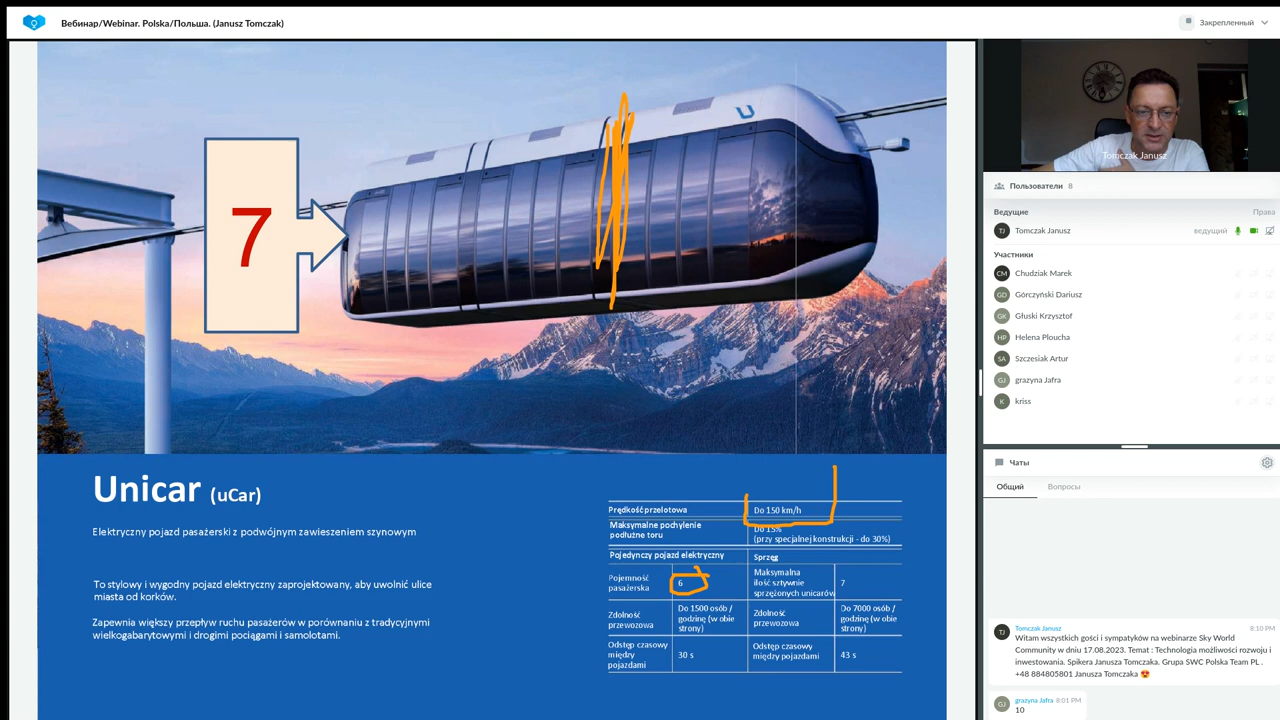 Вебинар/Webinar. Polska/Польша. (Janusz Tomczak)
Закрепленный
U
7
Tomczak Janusz
Пользователи 8
Ведущие
Права
TJ Tomczak Janusz
ведущий
Участники
CM Chudziak Marek
GD Górczyński Dariusz
GK Głuski Krzysztof
HP Helena Ploucha
SA Szczesiak Artur
GJ grazyna Jafra
K kriss
Чаты
Общий Вопросы
TJ Tomczak Janusz 8:10 PM
Witam wszystkich gości i sympatyków na webinarze Sky World
Community w dniu 17.08.2023. Temat : Technologia możliwości rozwoju i
inwestowania. Spikera Janusza Tomczaka. Grupa SWC Polska Team PL .
+48 884805801 Janusza Tomczaka 😍
GJ grazyna Jafra 8:01 PM
10
Unicar (uCar)
Elektryczny pojazd pasażerski z podwójnym zawieszeniem szynowym
To stylowy i wygodny pojazd elektryczny zaprojektowany, aby uwolnić ulice
miasta od korków.
Zapewnia większy przepływ ruchu pasażerów w porównaniu z tradycyjnymi
wielkogabarytowymi i drogimi pociągami i samolotami.
Prędkość przelotowa
Do 150 km/h
Maksymalne pochylenie
podłużne toru
Do 15%
(przy specjalnej konstrukcji - do 30%)
Pojedynczy pojazd elektryczny
Sprzęg
Pojemność
pasażerska
6
Maksymalna
ilość sztywnie
sprzężonych unicarów
7
Zdolność
przewozowa
Do 1500 osób /
godzinę (w obie
strony)
Zdolność
przewozowa
Do 7000 osób /
godzinę (w obie
strony)
Odstęp czasowy
między
pojazdami
30 s
Odstęp czasowy
między pojazdami
43 s